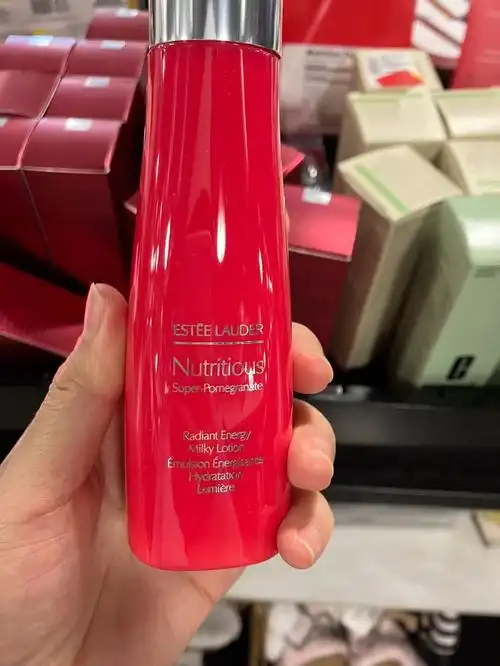 ESTĒE LAUDER
Nutritious
Super-Pomegranate
Radiant Energy
Milky Lotion
Émulsion Énergisante
Hydratation
Lumière